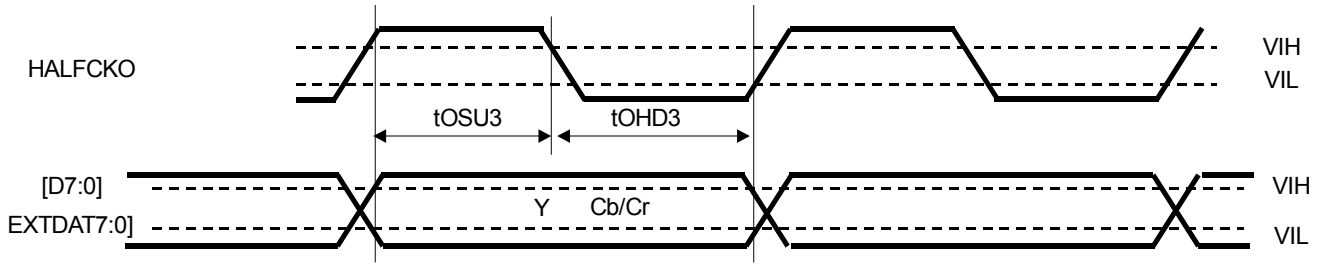 HALFCKO
VIH
VIL
tOSU3 tOHD3
[D7:0]
EXTDAT7:0]
Y Cb/Cr
VIH
VIL